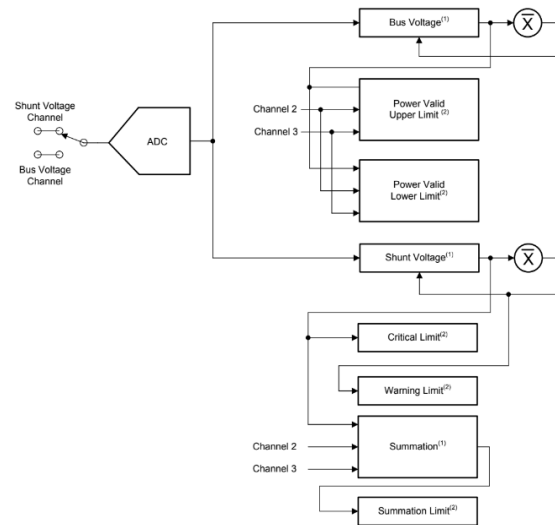 Bus Voltage(1)
X
Shunt Voltage
Channel
Bus Voltage
Channel
ADC
Channel 2
Channel 3
Power Valid
Upper Limit(2)
Power Valid
Lower Limit(2)
Shunt Voltage(1)
X
Critical Limit(2)
Warning Limit(2)
Channel 2
Channel 3
Summation(1)
Summation Limit(2)